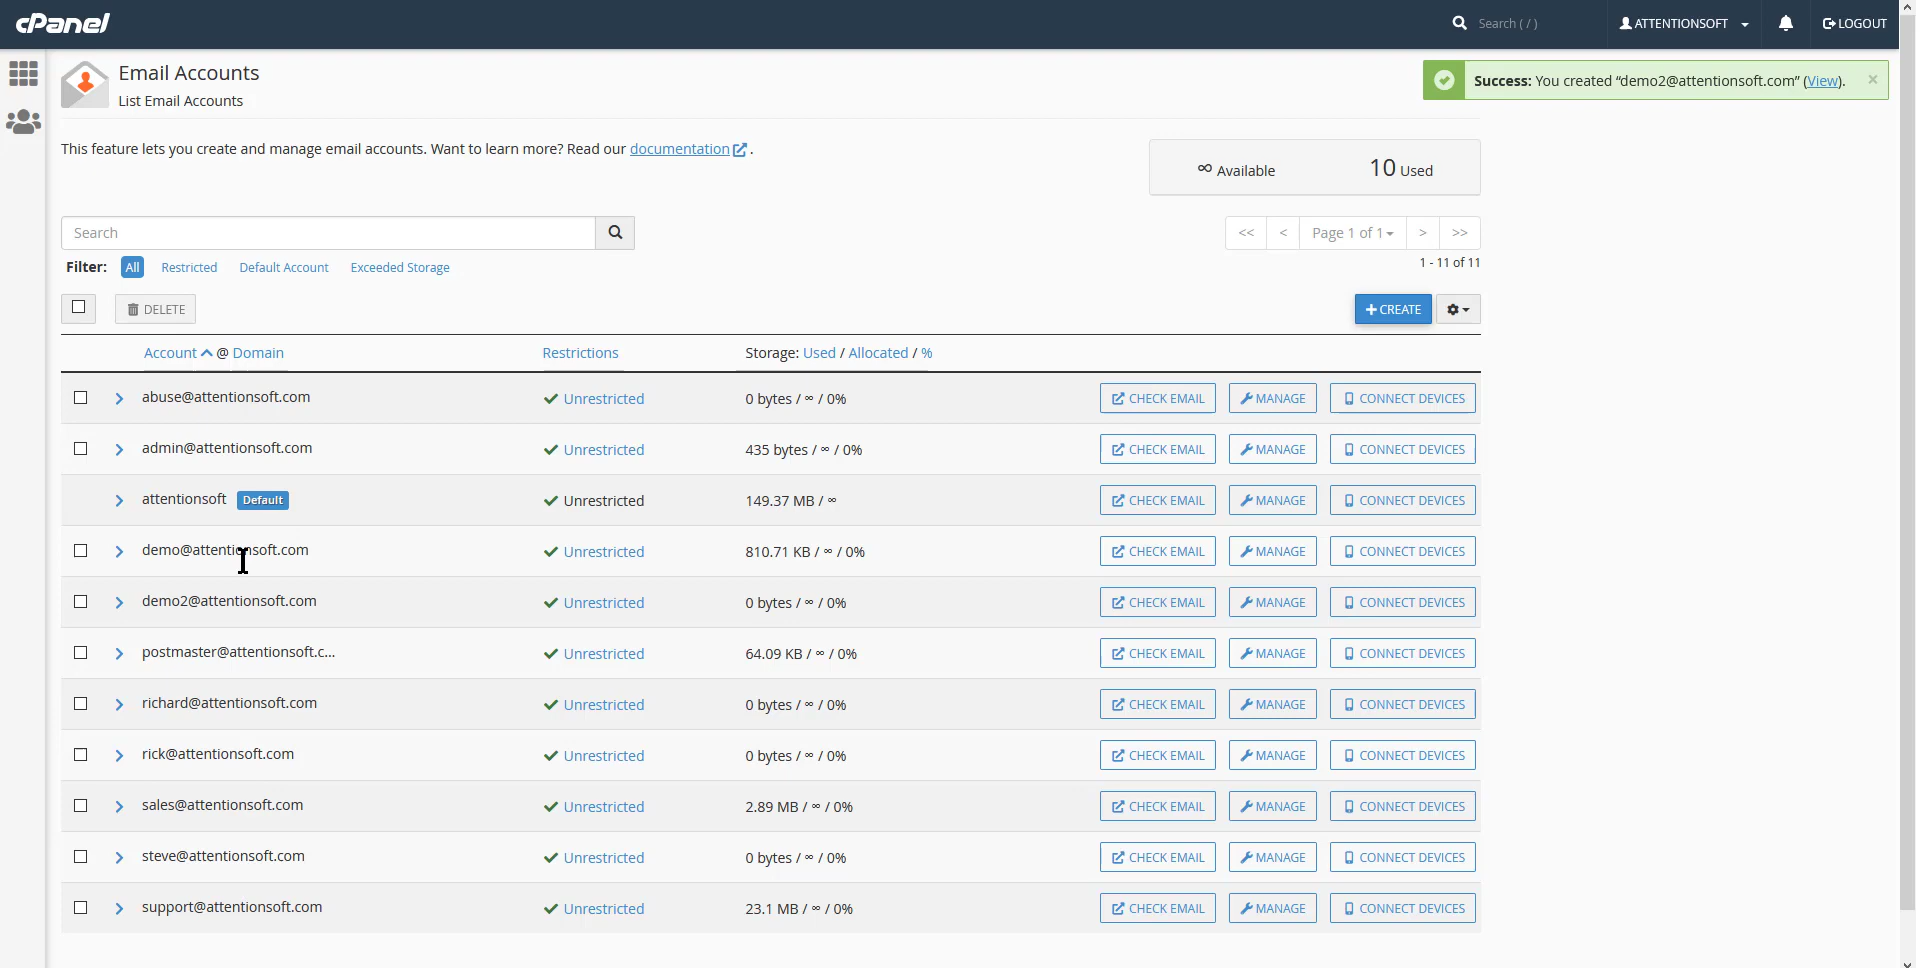 cPanel
Search ( / )
ATTENTIONSOFT
LOGOUT
Email Accounts
List Email Accounts
Success: You created “demo2@attentionsoft.com” (View). ×
This feature lets you create and manage email accounts. Want to learn more? Read our documentation .
∞ Available 10 Used
Search
<< < Page 1 of 1 > >>
Filter: All Restricted Default Account Exceeded Storage
1 - 11 of 11
DELETE
+CREATE
Account @ Domain Restrictions Storage: Used / Allocated / %
abuse@attentionsoft.com Unrestricted 0 bytes / ∞ / 0% CHECK EMAIL MANAGE CONNECT DEVICES
admin@attentionsoft.com Unrestricted 435 bytes / ∞ / 0% CHECK EMAIL MANAGE CONNECT DEVICES
attentionsoft Default Unrestricted 149.37 MB / ∞ CHECK EMAIL MANAGE CONNECT DEVICES
demo@attentionsoft.com Unrestricted 810.71 KB / ∞ / 0% CHECK EMAIL MANAGE CONNECT DEVICES
demo2@attentionsoft.com Unrestricted 0 bytes / ∞ / 0% CHECK EMAIL MANAGE CONNECT DEVICES
postmaster@attentionsoft.c... Unrestricted 64.09 KB / ∞ / 0% CHECK EMAIL MANAGE CONNECT DEVICES
richard@attentionsoft.com Unrestricted 0 bytes / ∞ / 0% CHECK EMAIL MANAGE CONNECT DEVICES
rick@attentionsoft.com Unrestricted 0 bytes / ∞ / 0% CHECK EMAIL MANAGE CONNECT DEVICES
sales@attentionsoft.com Unrestricted 2.89 MB / ∞ / 0% CHECK EMAIL MANAGE CONNECT DEVICES
steve@attentionsoft.com Unrestricted 0 bytes / ∞ / 0% CHECK EMAIL MANAGE CONNECT DEVICES
support@attentionsoft.com Unrestricted 23.1 MB / ∞ / 0% CHECK EMAIL MANAGE CONNECT DEVICES